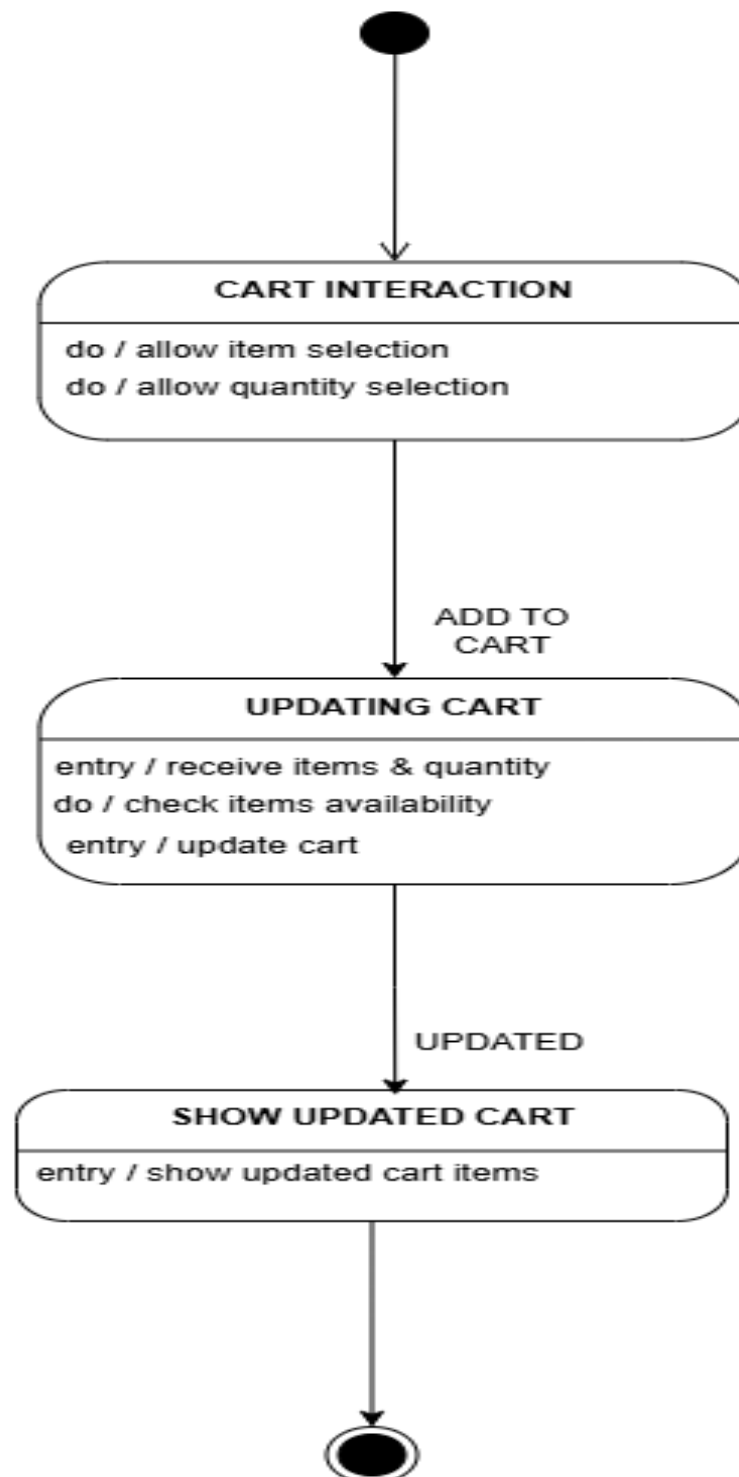 CART INTERACTION
do / allow item selection
do / allow quantity selection
ADD TO
CART
UPDATING CART
entry / receive items & quantity
do / check items availability
entry / update cart
UPDATED
SHOW UPDATED CART
entry / show updated cart items